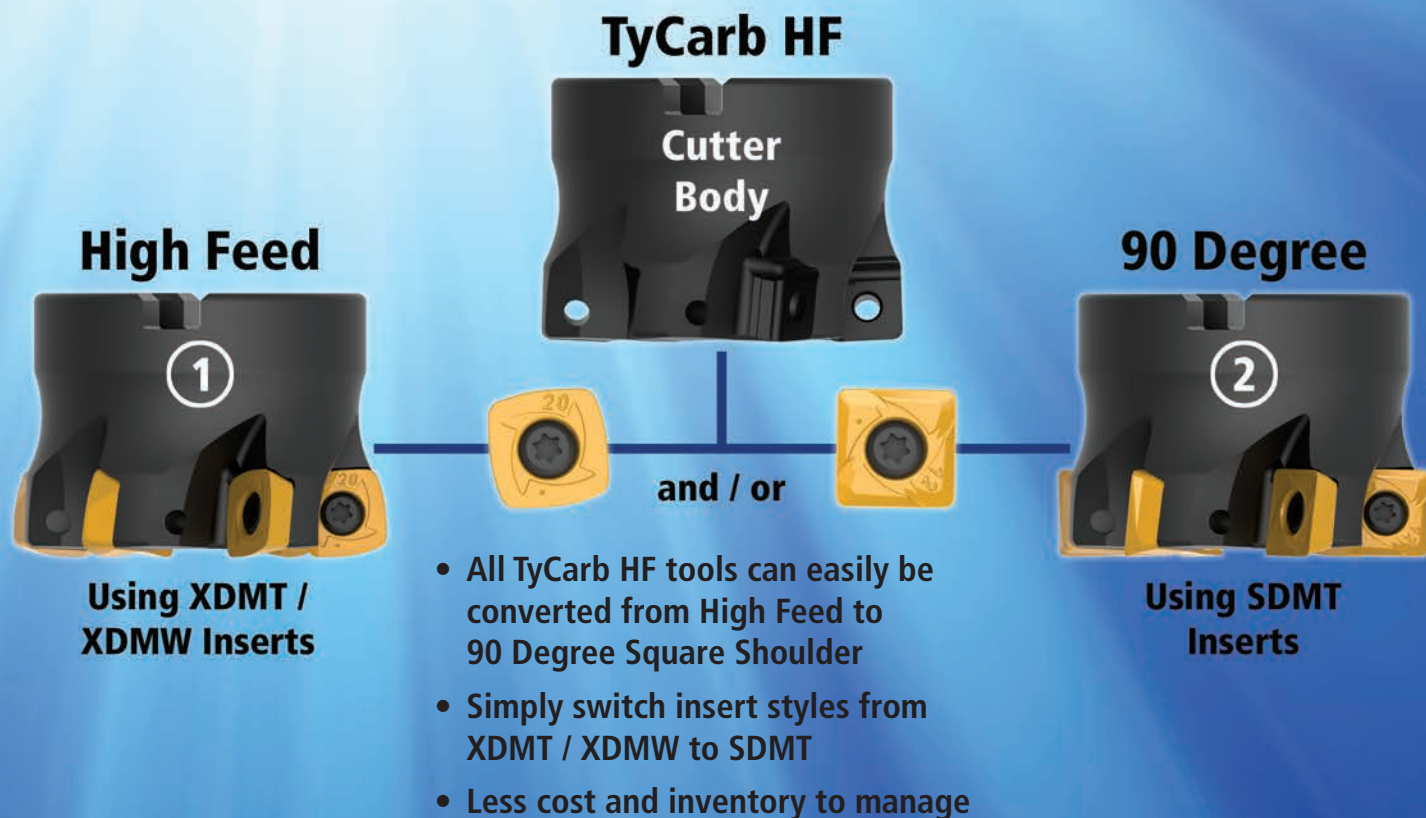 TyCarb HF
Cutter
Body
High Feed
1
20
Using XDMT /
XDMW Inserts
20
and / or
90 Degree
2
Using SDMT
Inserts
• All TyCarb HF tools can easily be
converted from High Feed to
90 Degree Square Shoulder
• Simply switch insert styles from
XDMT / XDMW to SDMT
• Less cost and inventory to manage